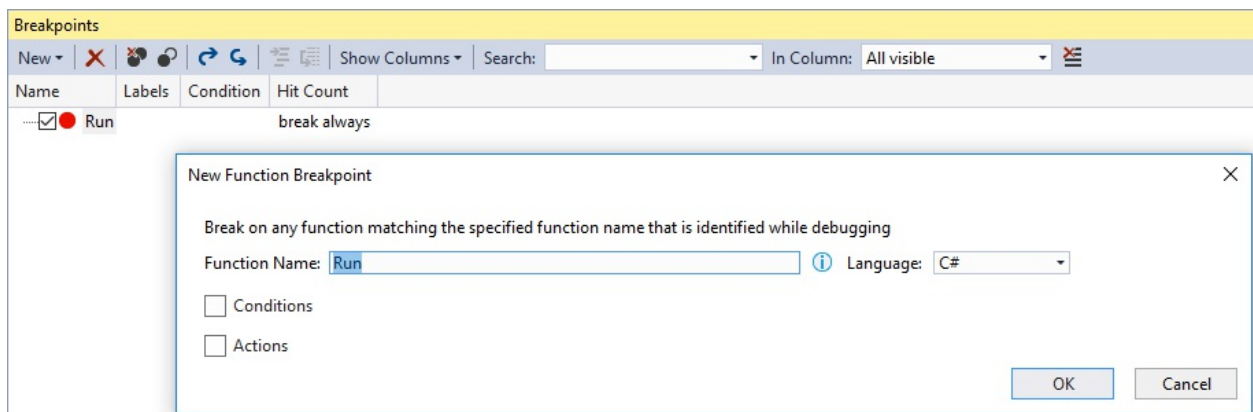 Breakpoints
New Show Columns Search: In Column: All visible
Name Labels Condition Hit Count
Run break always
New Function Breakpoint
Break on any function matching the specified function name that is identified while debugging
Function Name: Run Language: C#
Conditions
Actions
OK Cancel